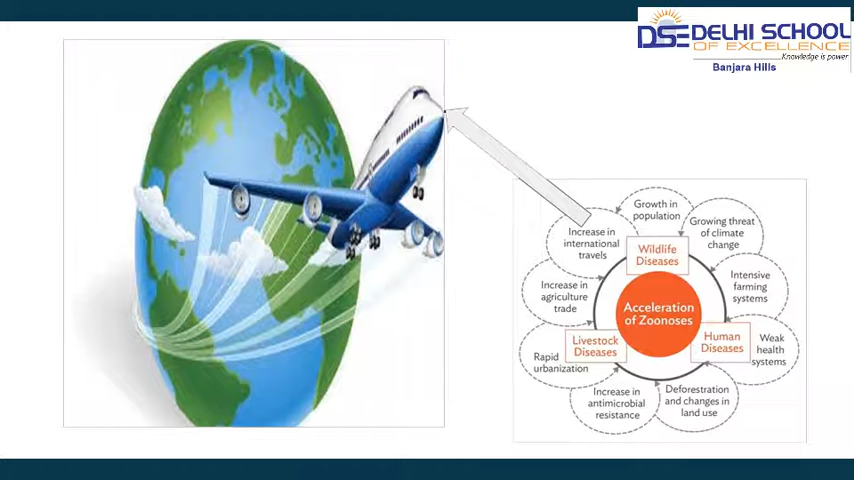 DSE DELHI SCHOOL
OF EXCELLENCE
Knowledge is power
Banjara Hills
Growth in
population
Growing threat
of climate
change
Increase in
international
travels
Wildlife
Diseases
Intensive
farming
systems
Increase in
agriculture
trade
Acceleration
of Zoonoses
Livestock
Diseases
Human
Diseases
Weak
health
systems
Rapid
urbanization
Increase in
antimicrobial
resistance
Deforestration
and changes in
land use